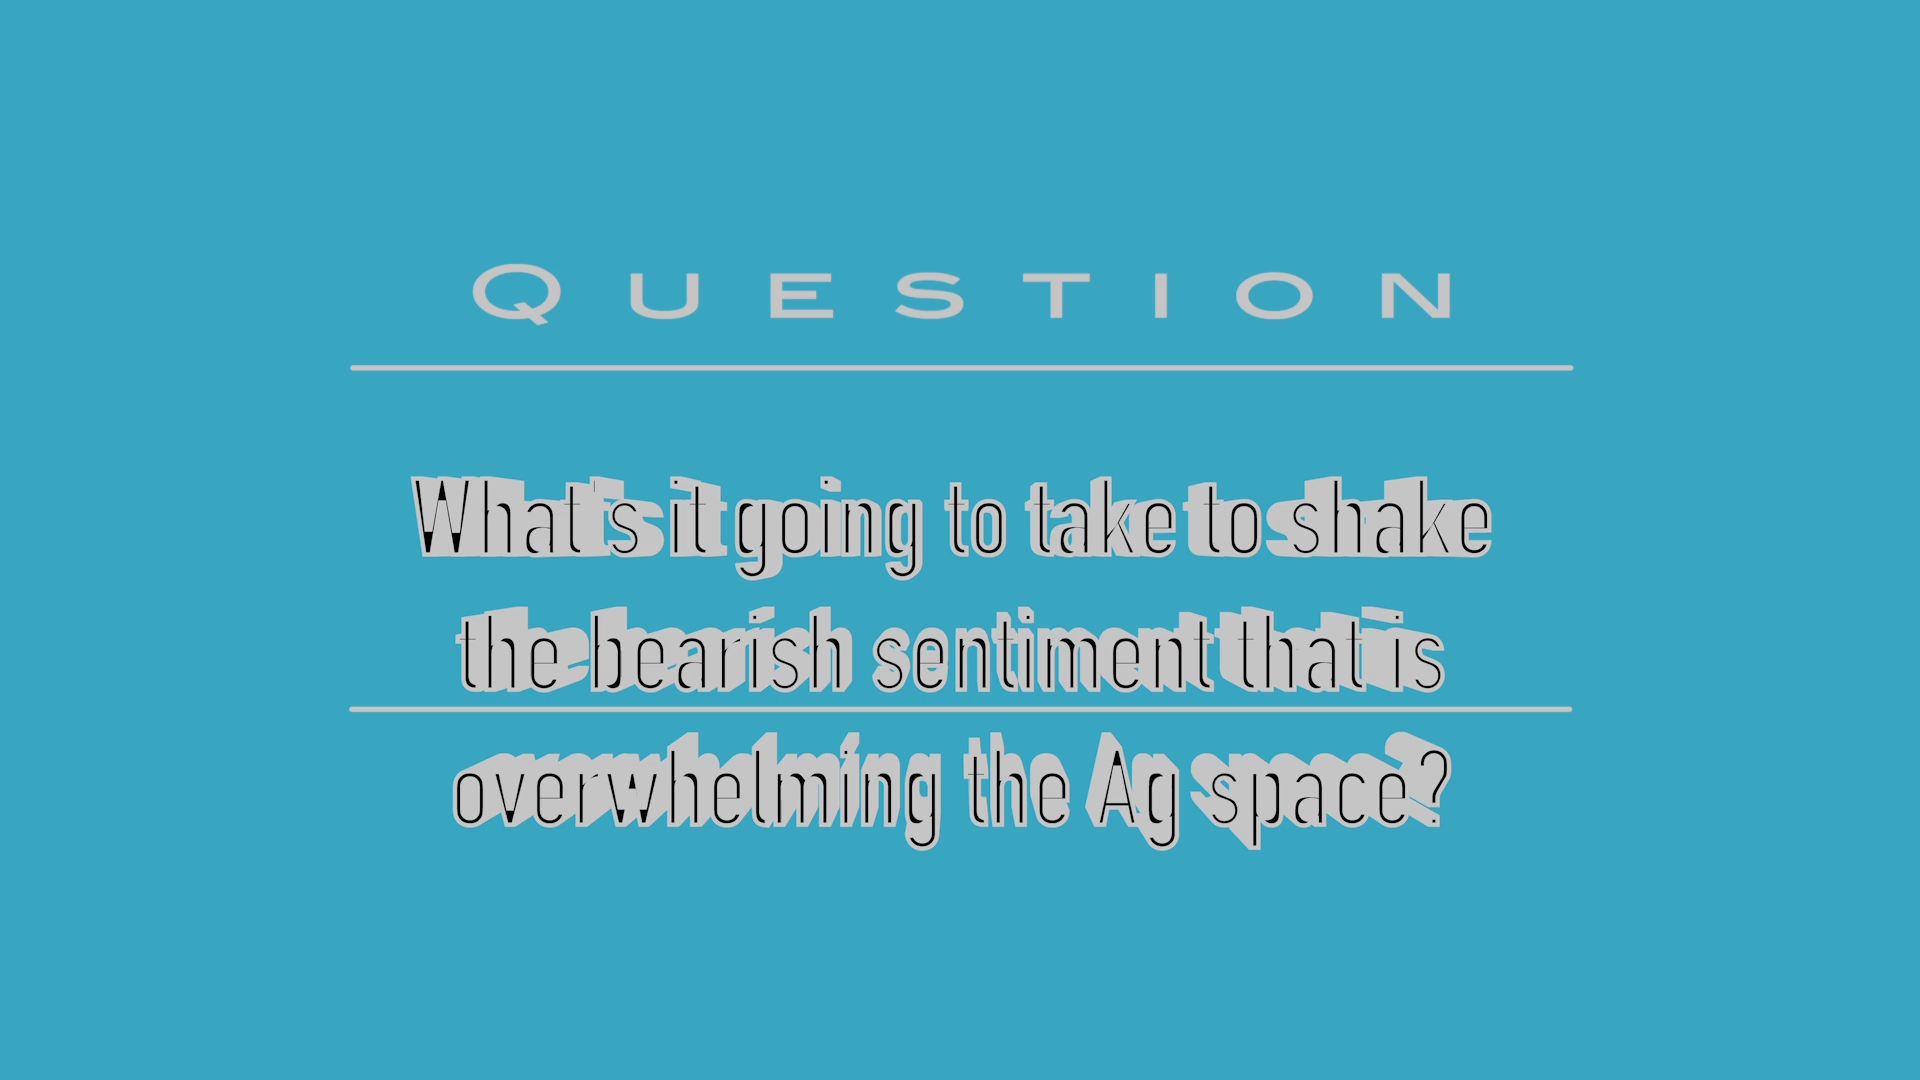 QUESTION
What's it going to take to shake
the bearish sentiment that is
overwhelming the Ag space?